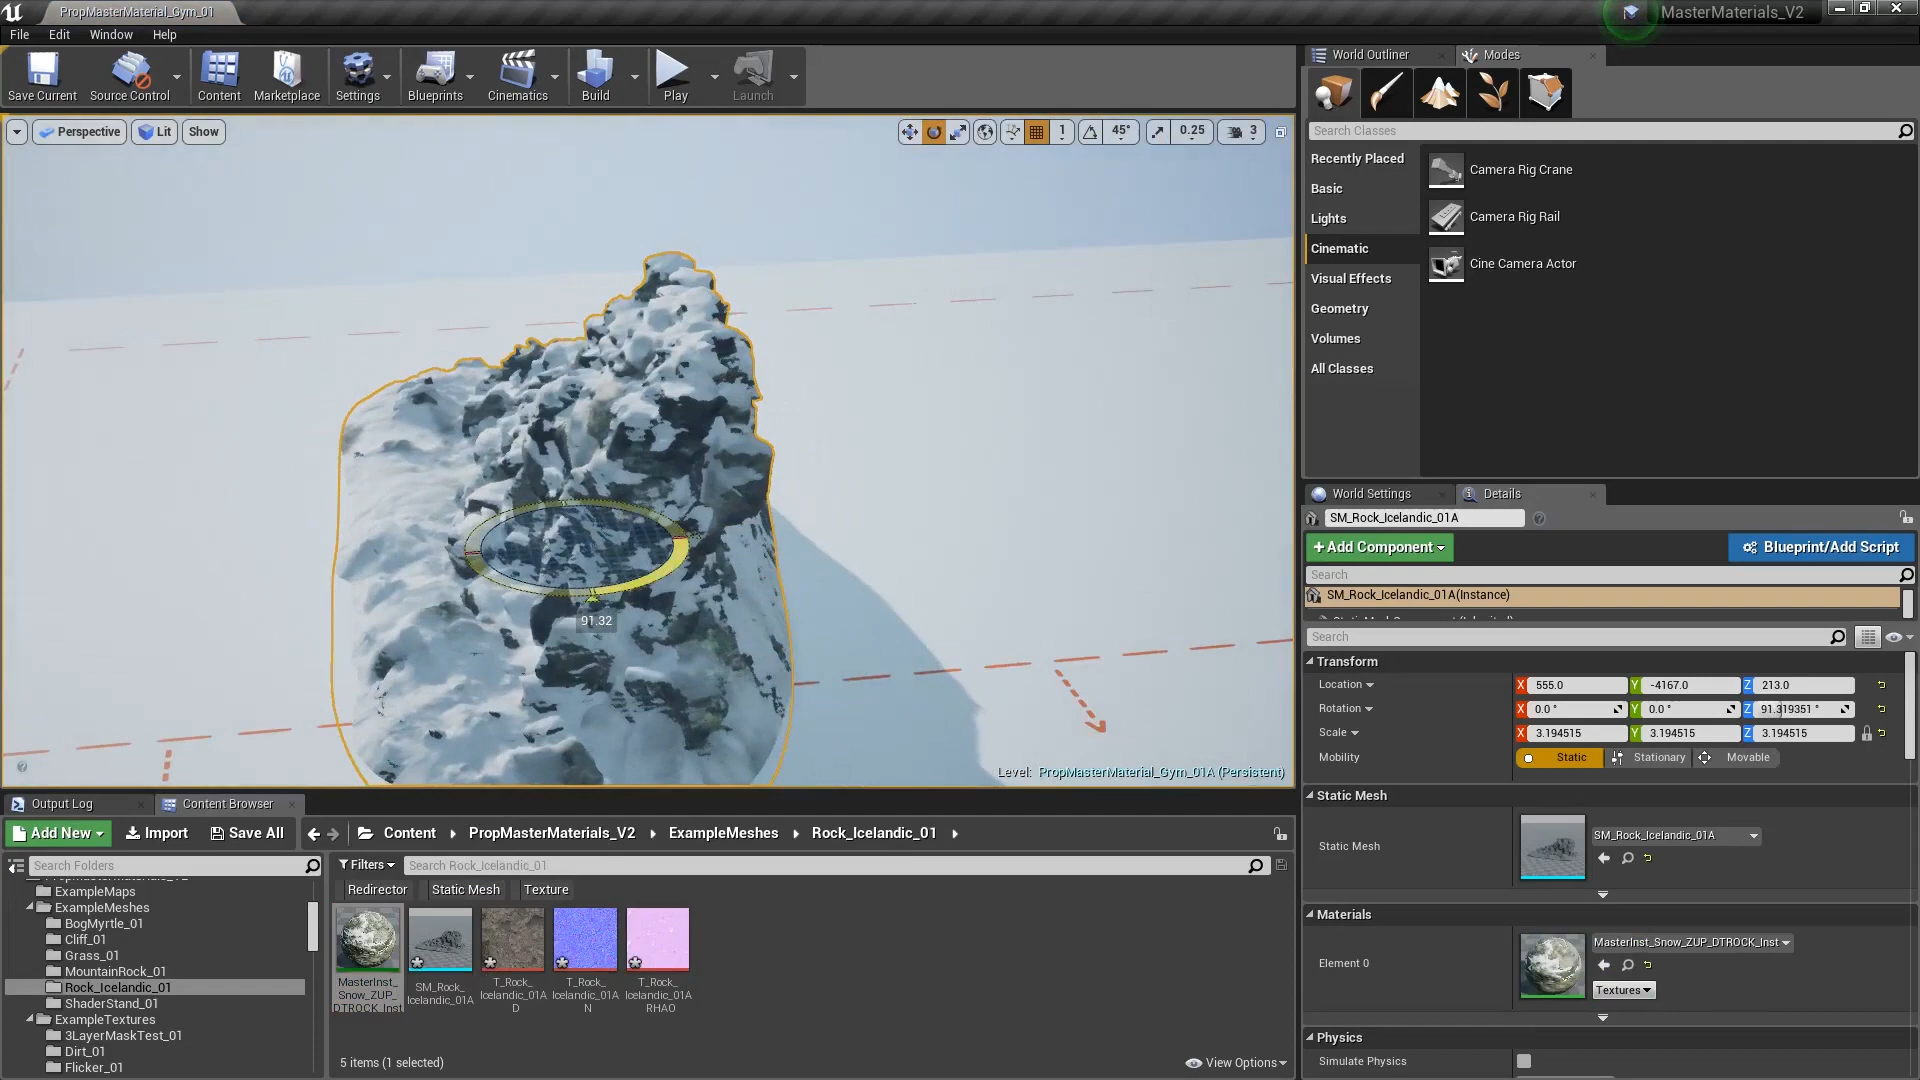 PropMasterMaterial_Gym_01
MasterMaterials_V2
File Edit Window Help
Save Current Source Control Content Marketplace Settings Blueprints Cinematics Build Play Launch
Perspective Lit Show
1 45° 0.25 3
91.32
Level: PropMasterMaterial_Gym_01A (Persistent)
World Outliner Modes
Search Classes
Recently Placed
Basic
Lights
Cinematic
Visual Effects
Geometry
Volumes
All Classes
Camera Rig Crane
Camera Rig Rail
Cine Camera Actor
World Settings Details
SM_Rock_Icelandic_01A
+Add Component Blueprint/Add Script
Search
SM_Rock_Icelandic_01A(Instance)
Search
Transform
Location X 555.0 Y -4167.0 Z 213.0
Rotation X 0.0 ° Y 0.0 ° Z 91.319351 °
Scale X 3.194515 Y 3.194515 Z 3.194515
Mobility Static Stationary Movable
Static Mesh
Static Mesh SM_Rock_Icelandic_01A
Materials
Element 0 MasterInst_Snow_ZUP_DTROCK_Inst
Textures
Physics
Simulate Physics
Output Log Content Browser
Add New Import Save All Content PropMasterMaterials_V2 ExampleMeshes Rock_Icelandic_01
Search Folders
ExampleMaps
ExampleMeshes
BogMyrtle_01
Cliff_01
Grass_01
MountainRock_01
Rock_Icelandic_01
ShaderStand_01
ExampleTextures
3LayerMaskTest_01
Dirt_01
Flicker_01
Filters Search Rock_Icelandic_01
Redirector Static Mesh Texture
MasterInst_
Snow_ZUP_
DTROCK_Inst
SM_Rock_
Icelandic_01A
T_Rock_
Icelandic_01A
D
T_Rock_
Icelandic_01A
N
T_Rock_
Icelandic_01A
RHAO
5 items (1 selected)
View Options